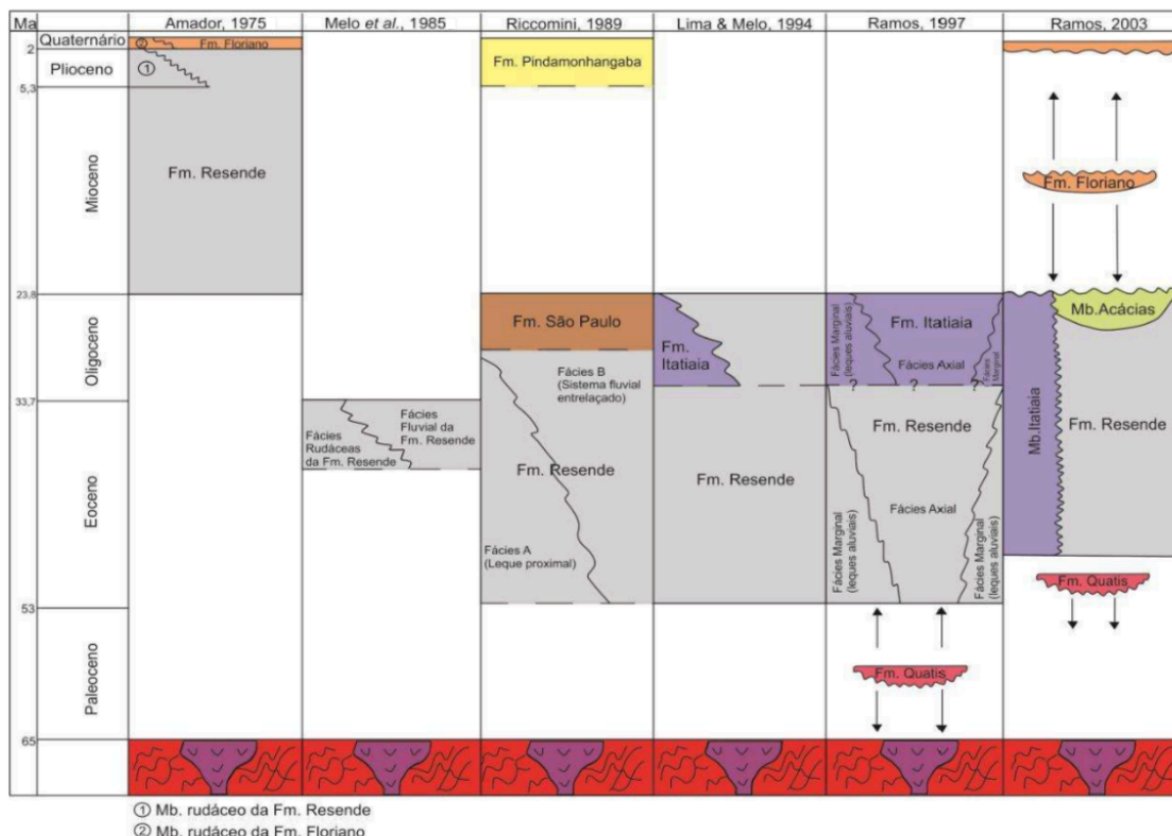 Ma
Amador, 1975
Melo et al., 1985
Riccomini, 1989
Lima & Melo, 1994
Ramos, 1997
Ramos, 2003
Quaternário
2
Plioceno
5,3
Mioceno
23,8
Oligoceno
33,7
Eoceno
53
Paleoceno
65
② Fm. Floriano
①
Fm. Resende
Fácies
Rudáceas
da Fm. Resende
Fácies
Fluvial da
Fm. Resende
Fm. Pindamonhangaba
Fm. São Paulo
Fácies B
(Sistema fluvial
entrelaçado)
Fm. Resende
Fácies A
(Leque proximal)
Fm.
Itatiaia
Fm. Resende
Fácies Marginal
(leques aluviais)
Fm. Itatiaia
Fácies Axial
Fácies Marginal
? ? ?
Fm. Resende
Fácies Axial
Fácies Marginal
(leques aluviais)
Fácies Marginal
(leques aluviais)
Fm. Quatis
Fm. Floriano
Mb.Acácias
Mb.Itatiaia
Fm. Resende
Fm. Quatis
① Mb. rudáceo da Fm. Resende
② Mb. rudáceo da Fm. Floriano